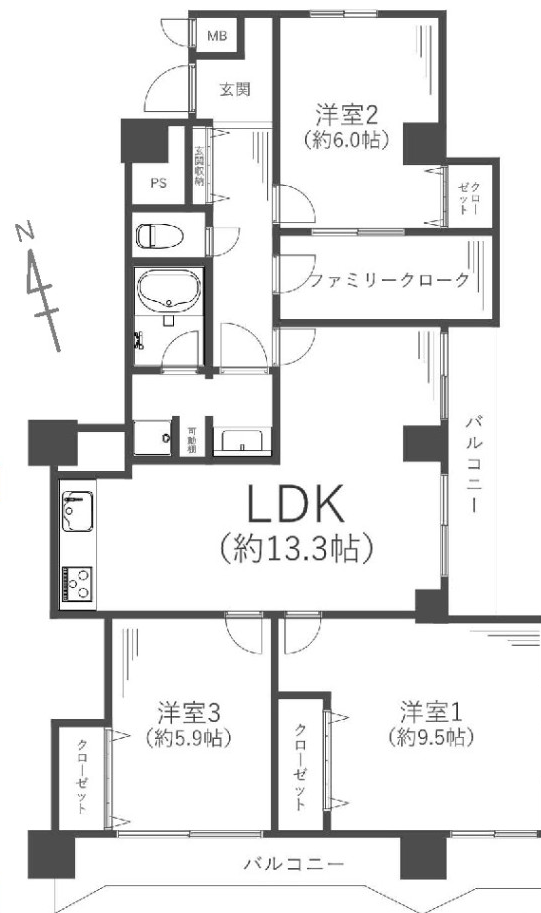 MB
玄関
洋室2
(約6.0帖)
玄関収納
PS
クローゼット
N
ファミリークローク
可動棚
バルコニー
LDK
(約13.3帖)
洋室3
(約5.9帖)
洋室1
(約9.5帖)
クローゼット
クローゼット
バルコニー